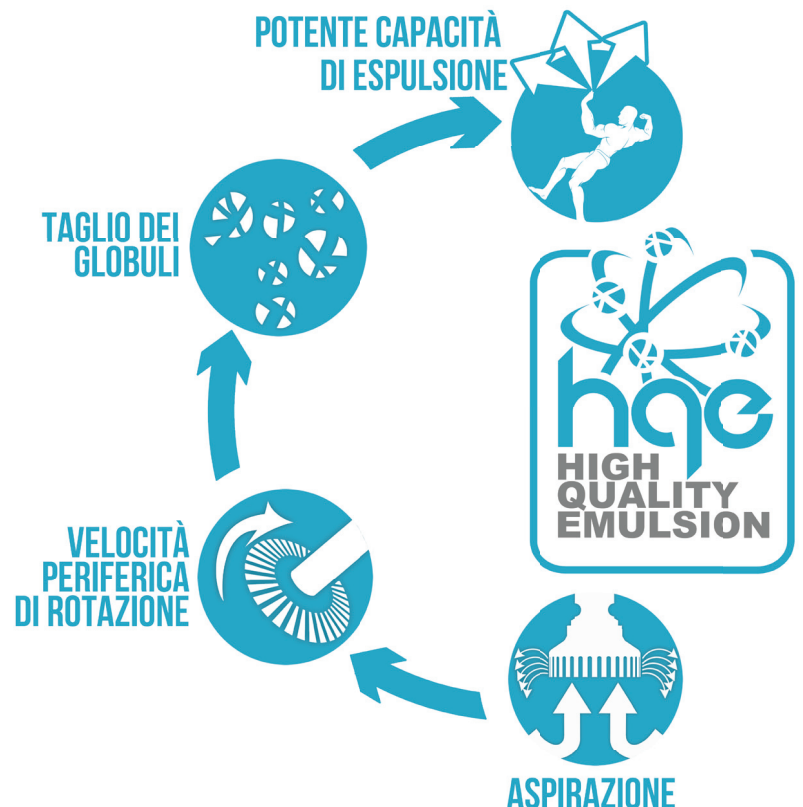 POTENTE CAPACITÀ
DI ESPULSIONE
TAGLIO DEI
GLOBULI
hqe
HIGH
QUALITY
EMULSION
VELOCITÀ
PERIFERICA
DI ROTAZIONE
ASPIRAZIONE